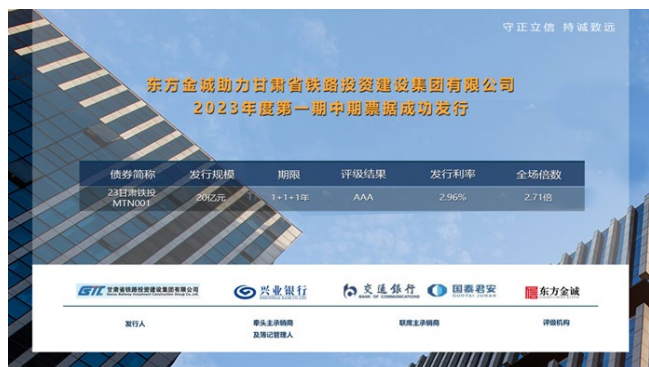 守正立信 持诚致远
东方金诚助力甘肃省铁路投资建设集团有限公司
2023年度第一期中期票据成功发行
债券简称 发行规模 期限 评级结果 发行利率 全场倍数
23甘肃铁投
MTN001
20亿元 1+1+1年 AAA 2.96% 2.71倍
GTIC 甘肃省铁路投资建设集团有限公司
兴业银行
INDUSTRIAL BANK CO.,LTD.
交通银行
BANK OF COMMUNICATIONS
国泰君安
GUOTAI JUNAN
东方金诚
发行人
牵头主承销商
及簿记管理人
联席主承销商
评级机构